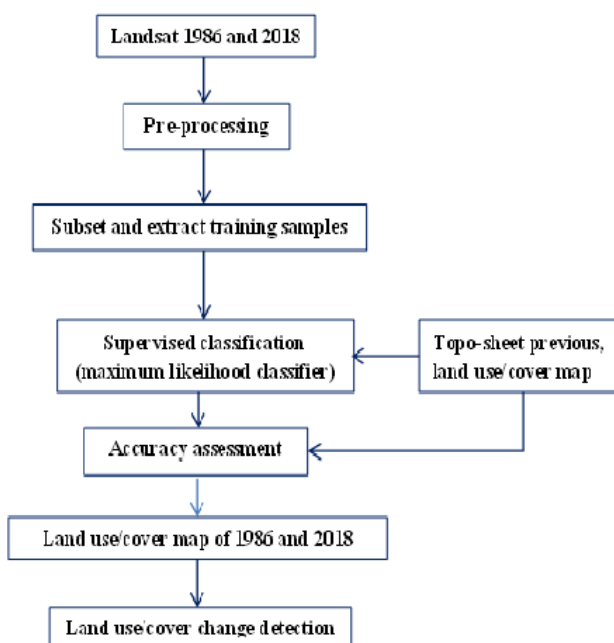 Landsat 1986 and 2018
Pre-processing
Subset and extract training samples
Supervised classification
(maximum likelihood classifier)
Topo-sheet previous,
land use/cover map
Accuracy assessment
Land use/cover map of 1986 and 2018
Land use/cover change detection